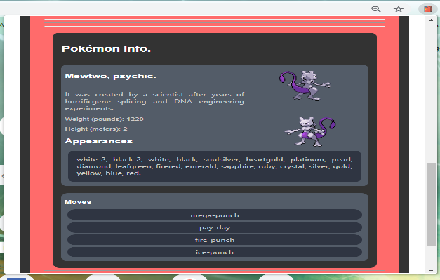 Pokémon Info.
Mewtwo, psychic.
It was created by a scientist after years of
horrific gene splicing and DNA engineering
experiments.
Weight (pounds): 1220
Height (meters): 2
Appearances
white-2, black-2, white, black, soulsilver, heartgold, platinum, pearl,
diamond, leafgreen, firered, emerald, sapphire, ruby, crystal, silver, gold,
yellow, blue, red.
Moves
mega-punch
pay-day
fire-punch
ice-punch